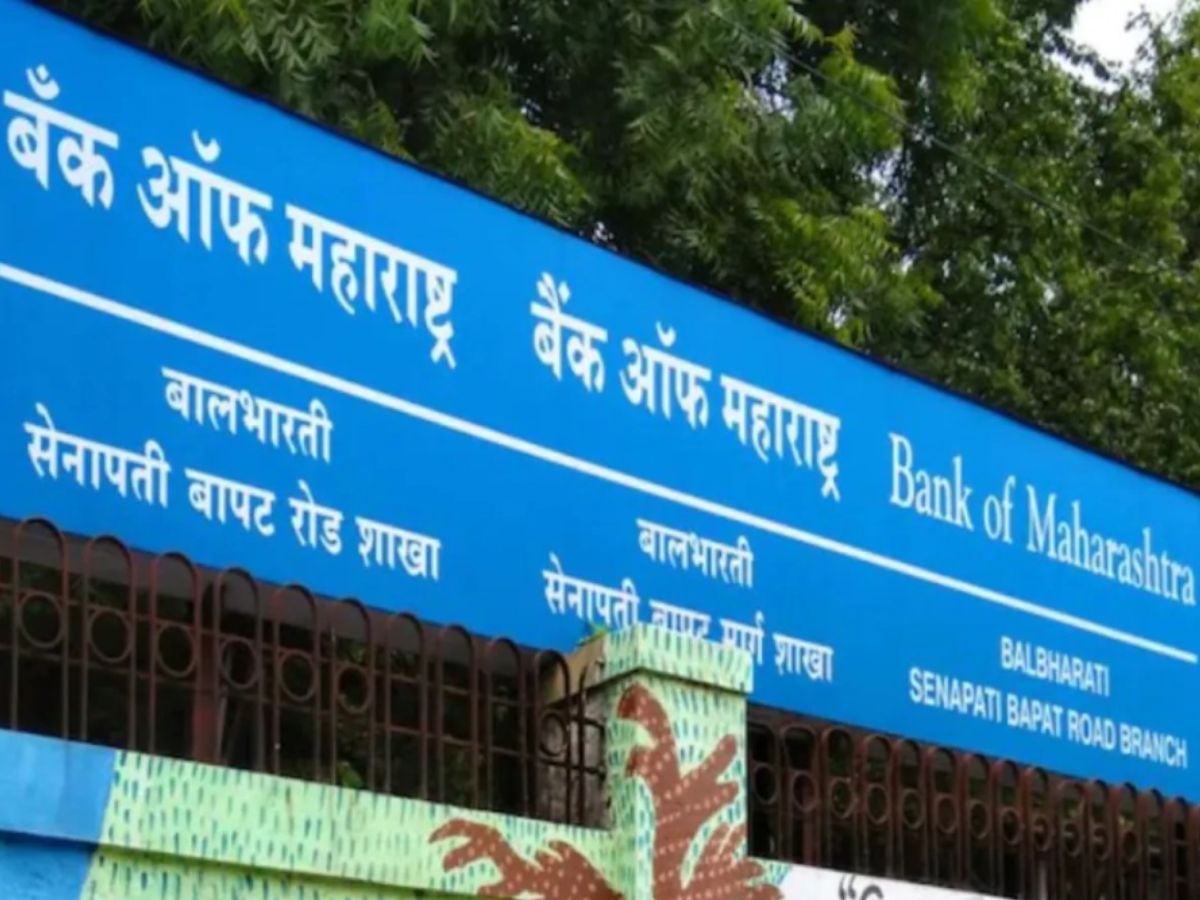 बँक ऑफ महाराष्ट्र
बैंक ऑफ महाराष्ट्र
Bank of Maharashtra
बालभारती
सेनापती बापट रोड शाखा
बालभारती
सेनापती बापट मार्ग शाखा
BALBHARATI
SENAPATI BAPAT ROAD BRANCH